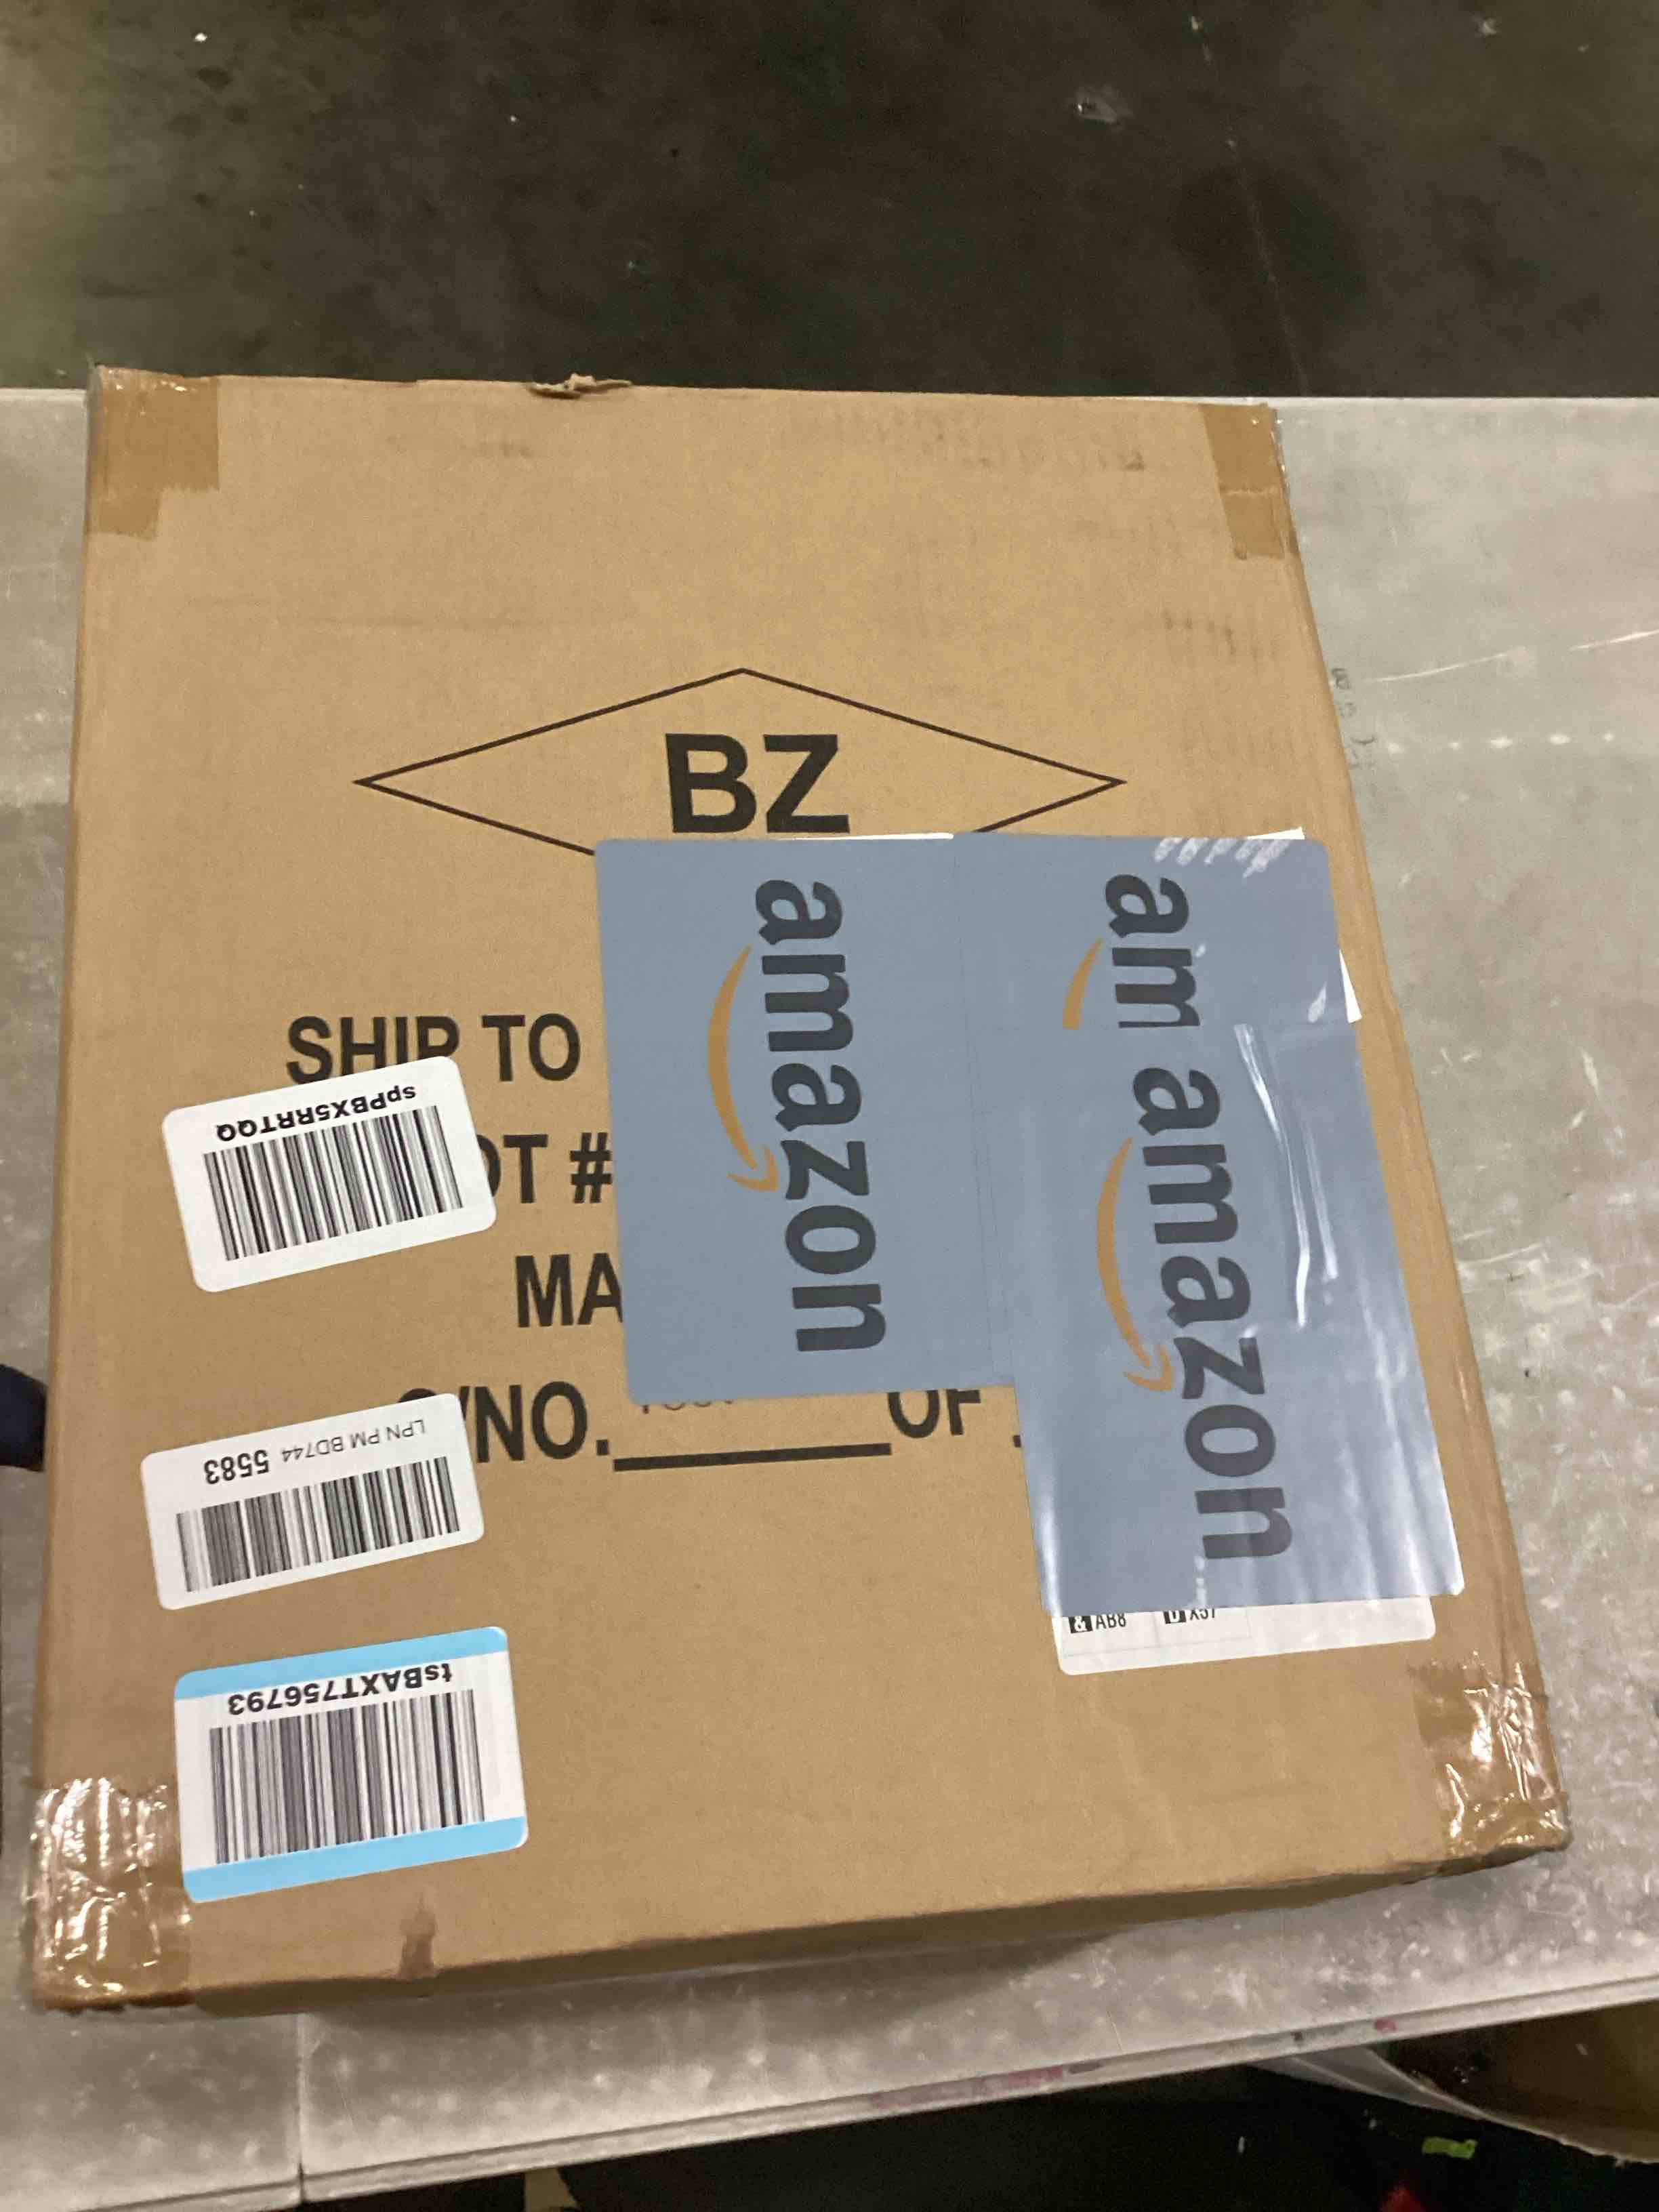 BZ
amazon
am
amazon
SHIP TO
spPBX5RRTQQ
OT #
MA
/NO.
OF
LPN PM BD744 5583
& AB8
D X57
tsBAXT756793